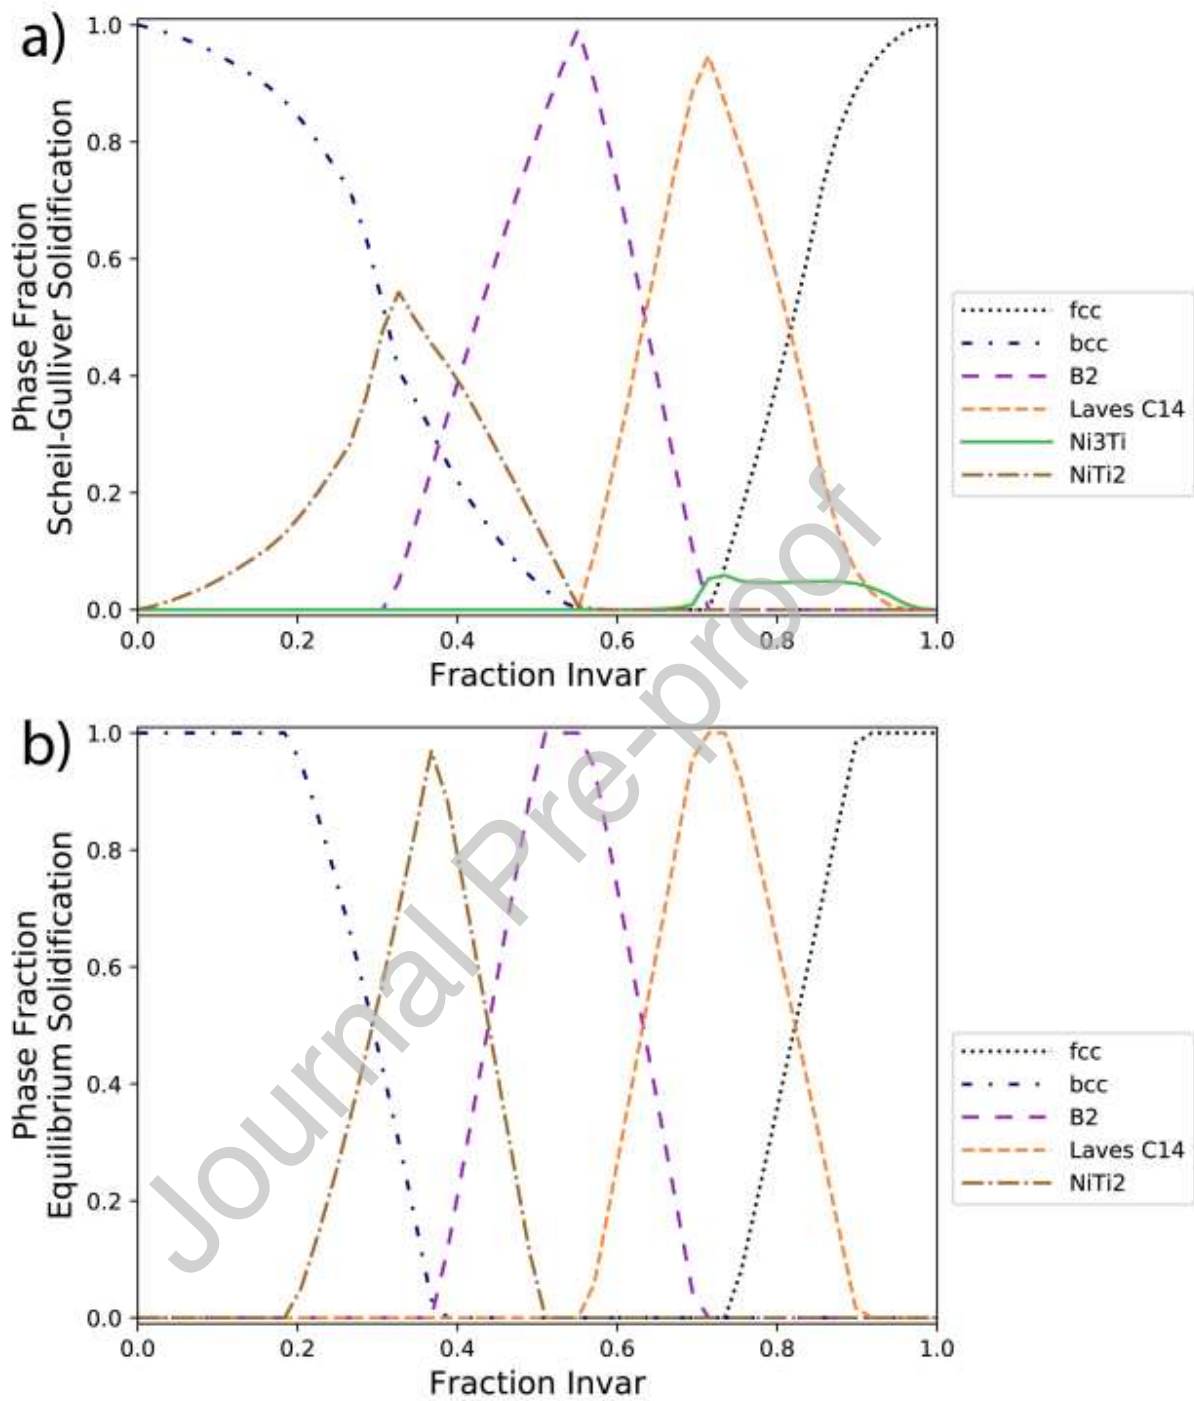 a)
Phase Fraction
Scheil-Gulliver Solidification
1.0
0.8
0.6
0.4
0.2
0.0
0.0 0.2 0.4 0.6 0.8 1.0
Fraction Invar
fcc
bcc
B2
Laves C14
Ni3Ti
NiTi2
b)
Phase Fraction
Equilibrium Solidification
1.0
0.8
0.6
0.4
0.2
0.0
0.0 0.2 0.4 0.6 0.8 1.0
Fraction Invar
fcc
bcc
B2
Laves C14
NiTi2
Journal Pre-proof